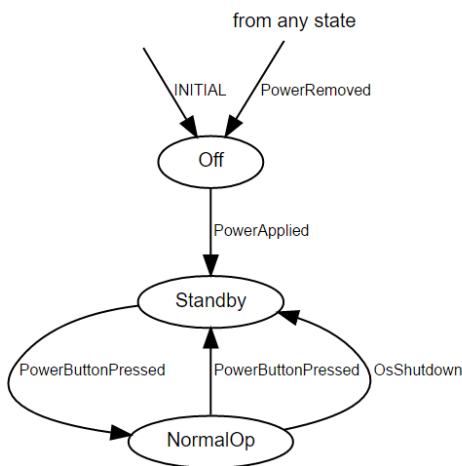 from any state
INITIAL
PowerRemoved
Off
PowerApplied
Standby
PowerButtonPressed
PowerButtonPressed
OsShutdown
NormalOp